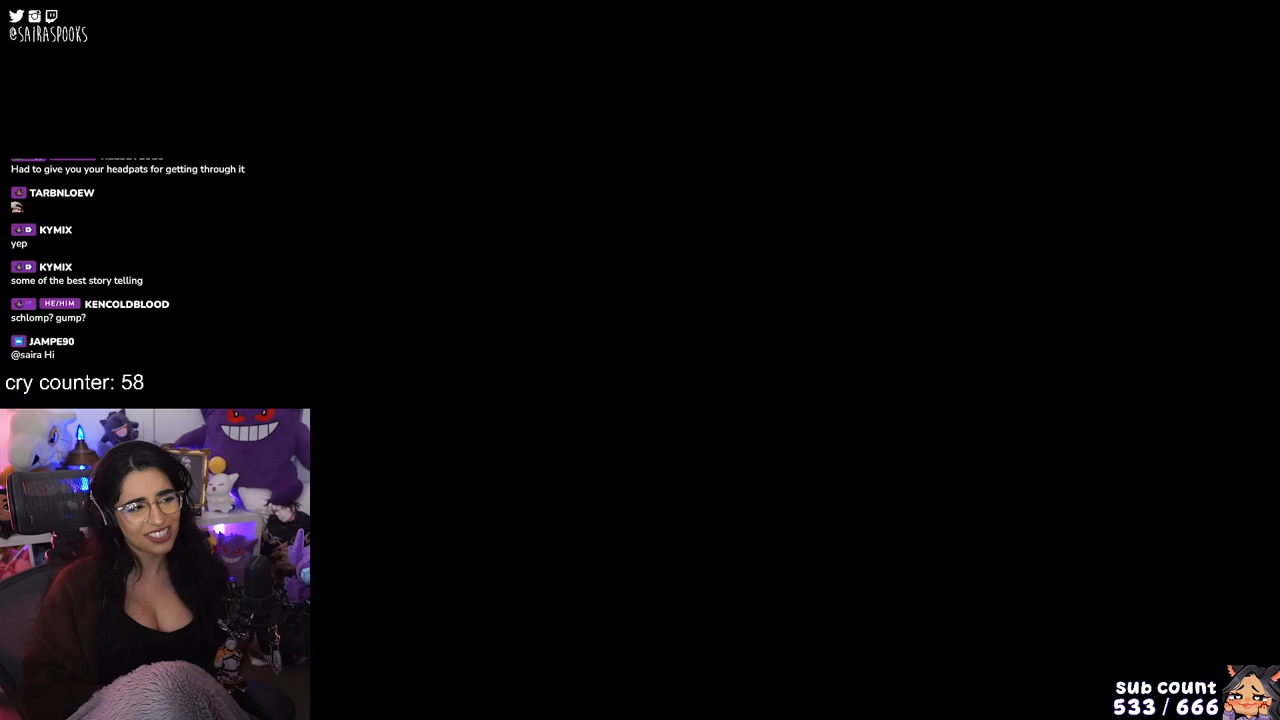 @SAIRASPOOKS
Had to give you your headpats for getting through it
TARBNLOEW
KYMIX
yep
KYMIX
some of the best story telling
HE/HIM KENCOLDBLOOD
schlomp? gump?
JAMPE90
@saira Hi
cry counter: 58
sub count
533 / 666